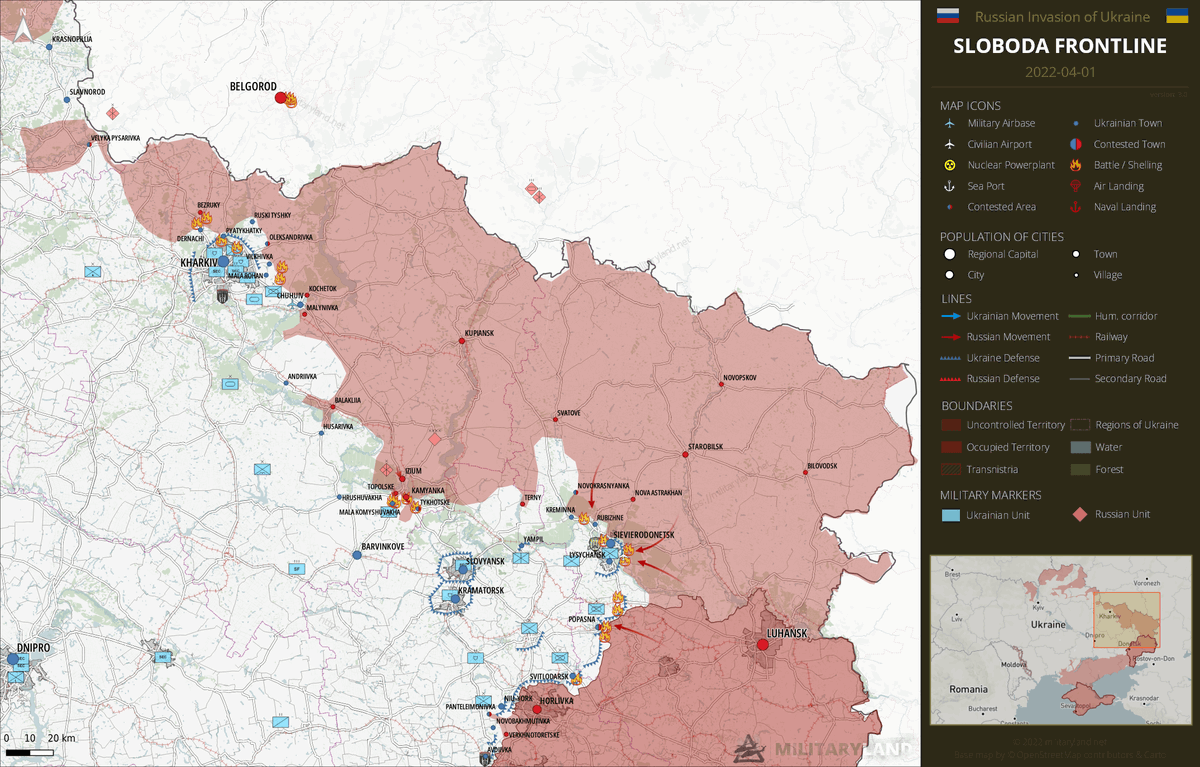 N
KRASNOPILLIA
SLAVNOROD
BELGOROD
VELYKA PYSARIVKA
BEZRUKY
RUSKI TYSHKY
PYATYKHATKY
DERNACHI
OLEKSANDRIVKA
KHARKIV
MALA ROHAN
KOCHETOK
CHUHUIV
MALYNIVKA
KUPIANSK
ANDRIIVKA
NOVOPSKOV
BALAKLIJA
SVATOVE
HUSARIVKA
STAROBILSK
BILOVODSK
IZIUM
TOPOLSKE
KAMYANKA
HRUSHUVAKHA
TYKHOTSKE
MALA KOMYSHUVAKHA
NOVOKRASNYANKA
NOVA ASTRAKHAN
TERNY
KREMINNA
RUBIZHNE
SIEVIERODONETSK
YAMPIL
BARVINKOVE
LYSYCHANSK
SLOVYANSK
KRAMATORSK
POPASNA
LUHANSK
DNIPRO
SVITLODARSK
NIU-YORK
HORLIVKA
PANTELEIMONIVKA
NOVOBAKHMUTIVKA
VERKHNOTORETSKE
0 10 20 km
MILITARYLAND
Russian Invasion of Ukraine
SLOBODA FRONTLINE
2022-04-01
MAP ICONS
Military Airbase
Ukrainian Town
Civilian Airport
Contested Town
Nuclear Powerplant
Battle / Shelling
Sea Port
Air Landing
Contested Area
Naval Landing
POPULATION OF CITIES
Regional Capital
Town
City
Village
LINES
Ukrainian Movement
Hum. corridor
Russian Movement
Railway
Ukraine Defense
Primary Road
Russian Defense
Secondary Road
BOUNDARIES
Uncontrolled Territory
Regions of Ukraine
Occupied Territory
Water
Transnistria
Forest
MILITARY MARKERS
Ukrainian Unit
Russian Unit
Brest
Voronezh
Kyiv
Lviv
Kharkiv
Ukraine
Dnipro
Donetsk
Moldova
Rostov-on-Don
Romania
Krasnodar
Sevastopol
Bucharest
Constanța
Sochi
© 2022 militaryland.net
Base map by © OpenStreetMap contributors & Carto